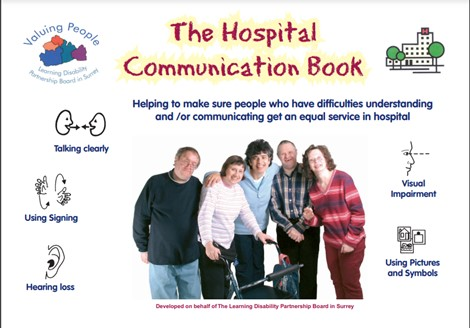 Valuing People
Learning Disability
Partnership Board in Surrey
The Hospital
Communication Book
Helping to make sure people who have difficulties understanding
and /or communicating get an equal service in hospital
Talking clearly
Using Signing
Hearing loss
Visual
Impairment
Using Pictures
and Symbols
Developed on behalf of The Learning Disability Partnership Board in Surrey